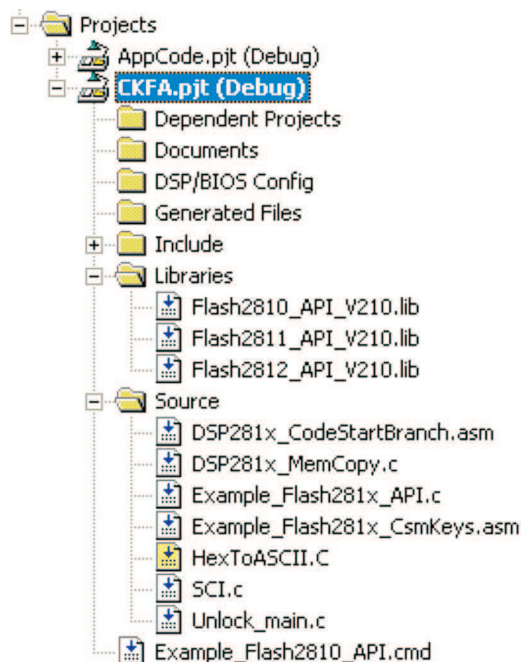 Projects
AppCode.pjt (Debug)
CKFA.pjt (Debug)
Dependent Projects
Documents
DSP/BIOS Config
Generated Files
Include
Libraries
Flash2810_API_V210.lib
Flash2811_API_V210.lib
Flash2812_API_V210.lib
Source
DSP281x_CodeStartBranch.asm
DSP281x_MemCopy.c
Example_Flash281x_API.c
Example_Flash281x_CsmKeys.asm
HexToASCII.C
SCI.c
Unlock_main.c
Example_Flash2810_API.cmd